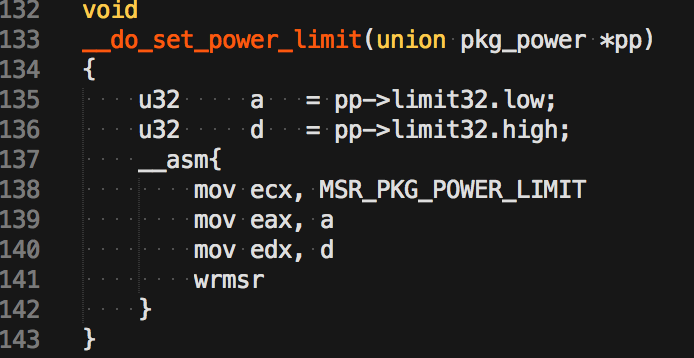 132 void
133 __do_set_power_limit(union pkg_power *pp)
134 {
135     u32     a   = pp->limit32.low;
136     u32     d   = pp->limit32.high;
137     __asm{
138         mov ecx, MSR_PKG_POWER_LIMIT
139         mov eax, a
140         mov edx, d
141         wrmsr
142     }
143 }